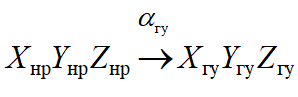 α_гу
X_нр Y_нр Z_нр → X_гу Y_гу Z_гу